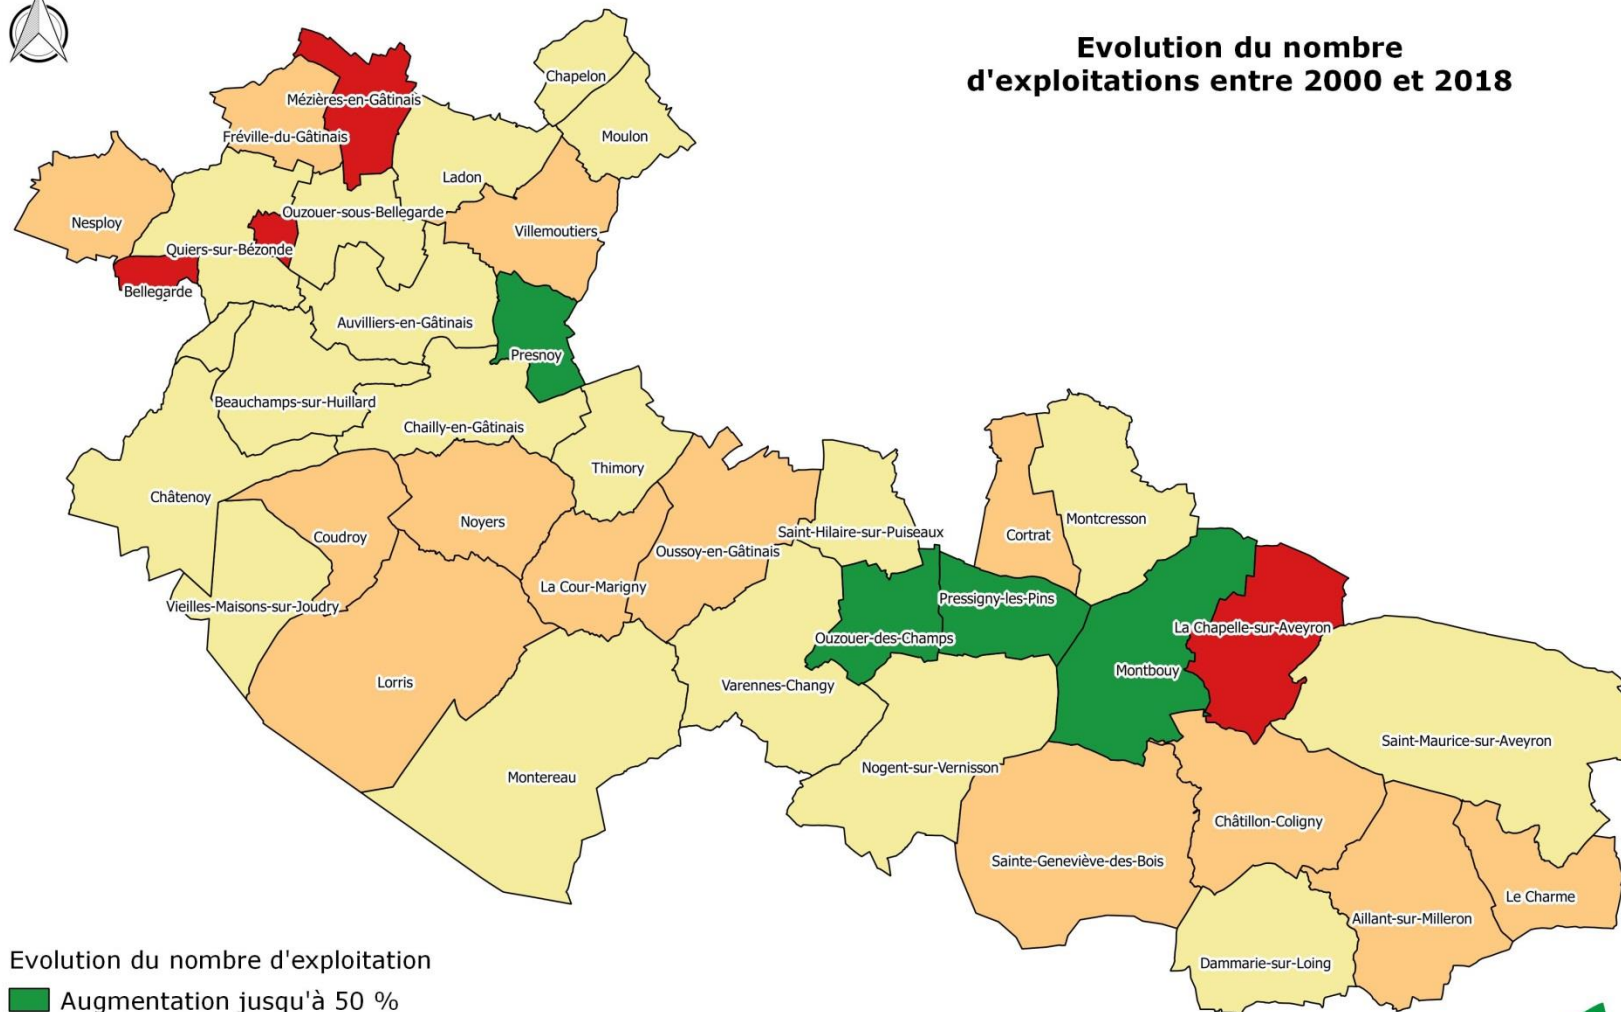 Evolution du nombre
d'exploitations entre 2000 et 2018
Chapelon
Mézières-en-Gâtinais
Fréville-du-Gâtinais
Moulon
Ladon
Nesploy
Ouzouer-sous-Bellegarde
Villemoutiers
Quiers-sur-Bézonde
Bellegarde
Auvilliers-en-Gâtinais
Presnoy
Beauchamps-sur-Huillard
Chailly-en-Gâtinais
Thimory
Châtenoy
Noyers
Coudroy
Oussoy-en-Gâtinais
Saint-Hilaire-sur-Puiseaux
Cortrat
Montcresson
La Cour-Marigny
Vieilles-Maisons-sur-Joudry
Pressigny-les-Pins
Ouzouer-des-Champs
La Chapelle-sur-Aveyron
Montbouy
Lorris
Varennes-Changy
Saint-Maurice-sur-Aveyron
Montereau
Nogent-sur-Vernisson
Châtillon-Coligny
Sainte-Geneviève-des-Bois
Le Charme
Aillant-sur-Milleron
Dammarie-sur-Loing
Evolution du nombre d'exploitation
Augmentation jusqu'à 50 %